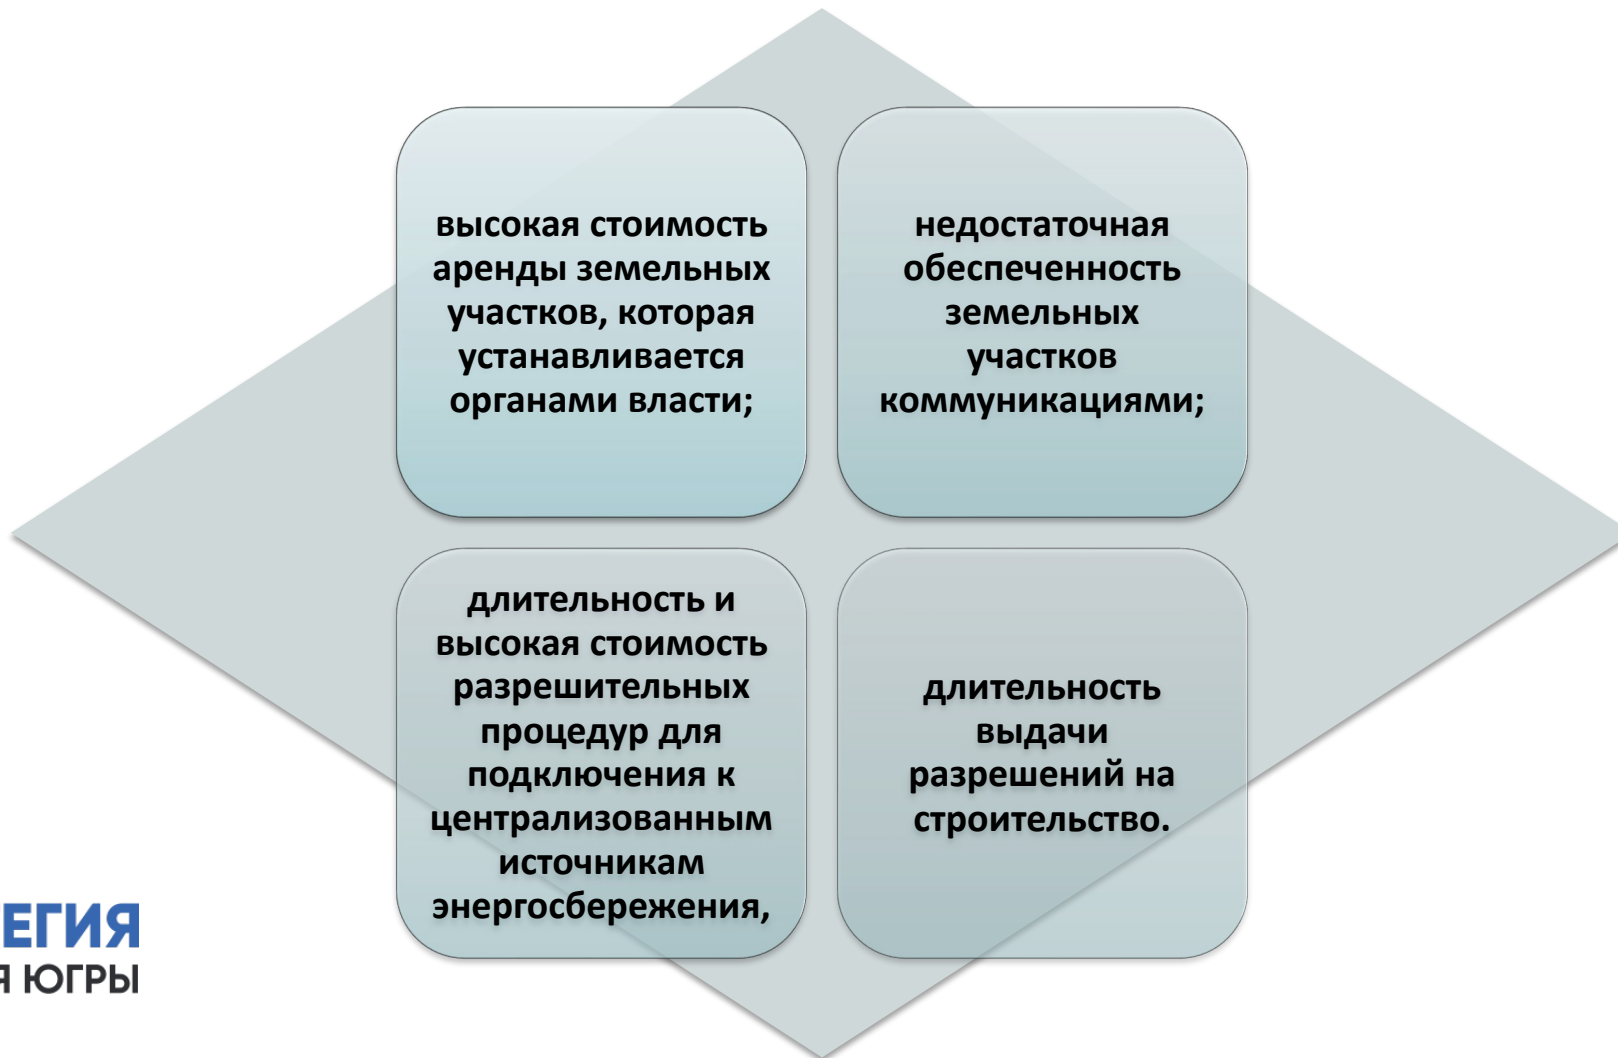 высокая стоимость
аренды земельных
участков, которая
устанавливается
органами власти;
недостаточная
обеспеченность
земельных
участков
коммуникациями;
длительность и
высокая стоимость
разрешительных
процедур для
подключения к
централизованным
источникам
энергосбережения,
длительность
выдачи
разрешений на
строительство.
ЕГИЯ
Я ЮГРЫ